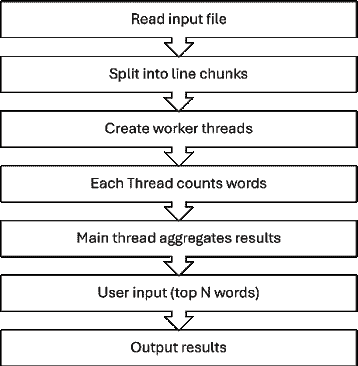 Read input file
Split into line chunks
Create worker threads
Each Thread counts words
Main thread aggregates results
User input (top N words)
Output results